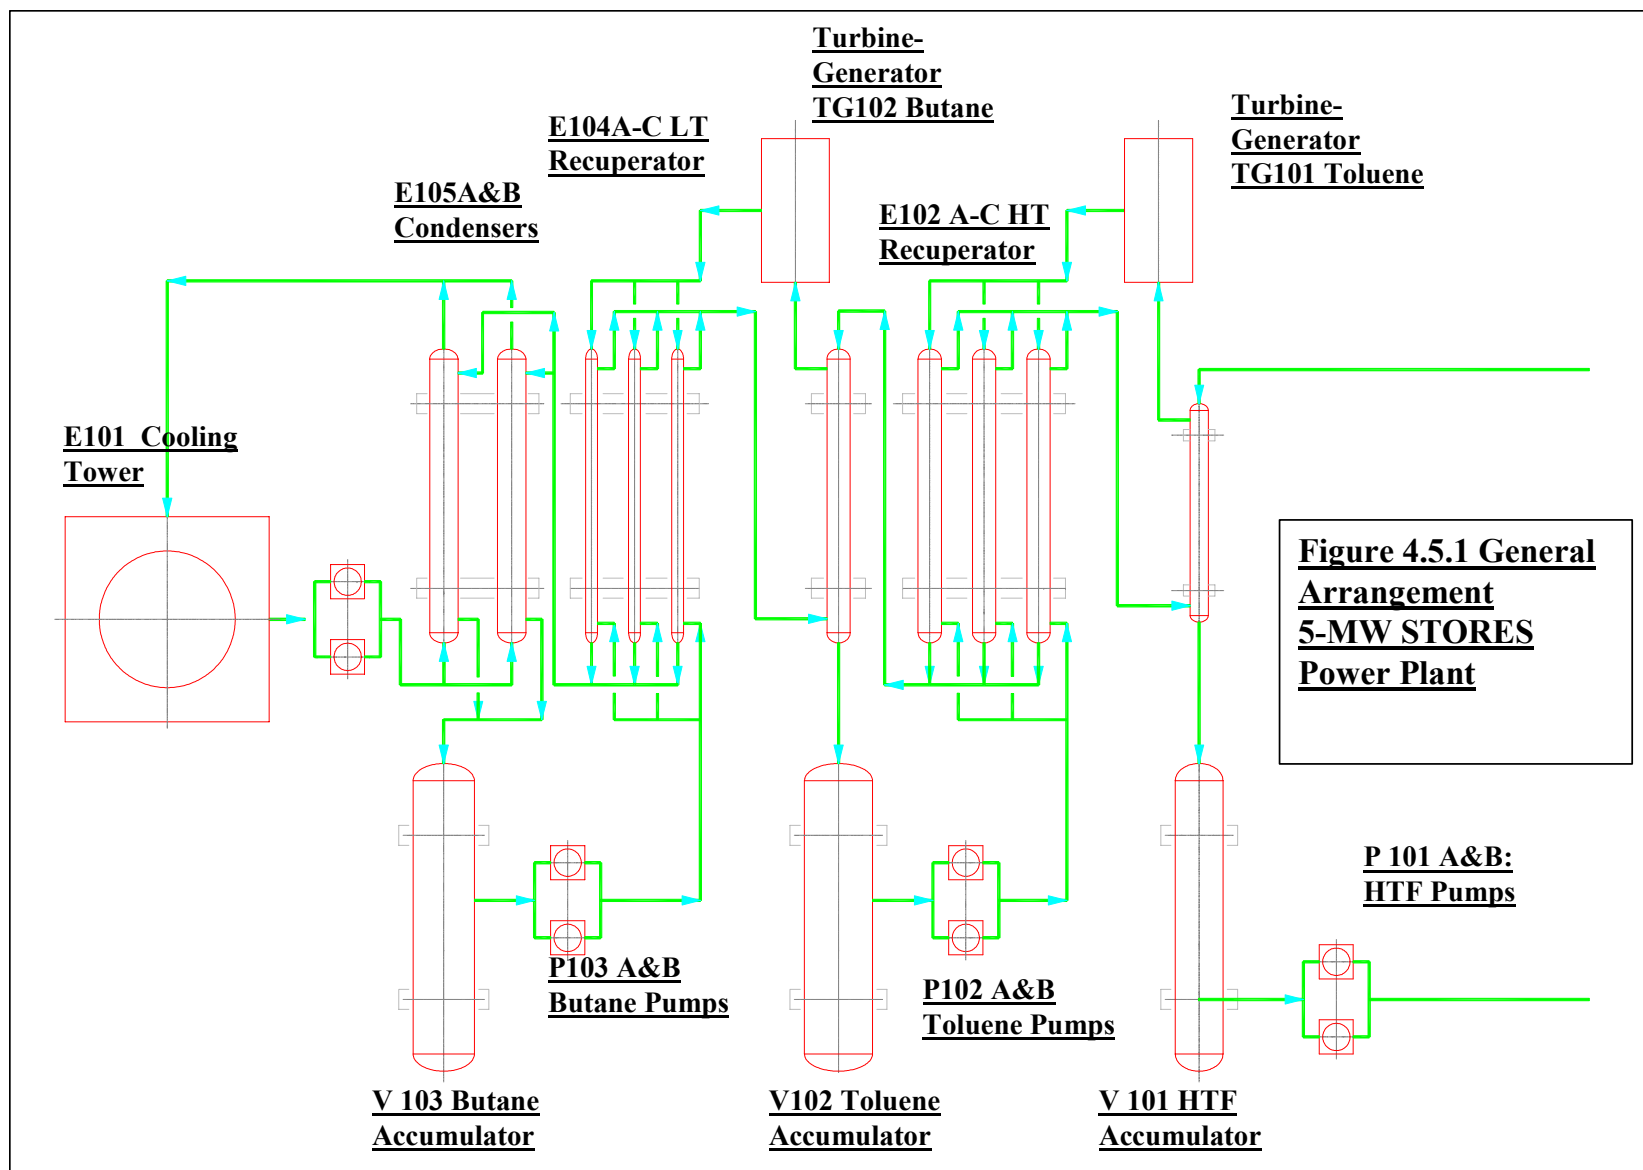 Turbine-
Generator
TG102 Butane
Turbine-
Generator
TG101 Toluene
E104A-C LT
Recuperator
E105A&B
Condensers
E102 A-C HT
Recuperator
E101  Cooling
Tower
Figure 4.5.1 General
Arrangement
5-MW STORES
Power Plant
P 101 A&B:
HTF Pumps
P103 A&B
Butane Pumps
P102 A&B
Toluene Pumps
V 103 Butane
Accumulator
V102 Toluene
Accumulator
V 101 HTF
Accumulator